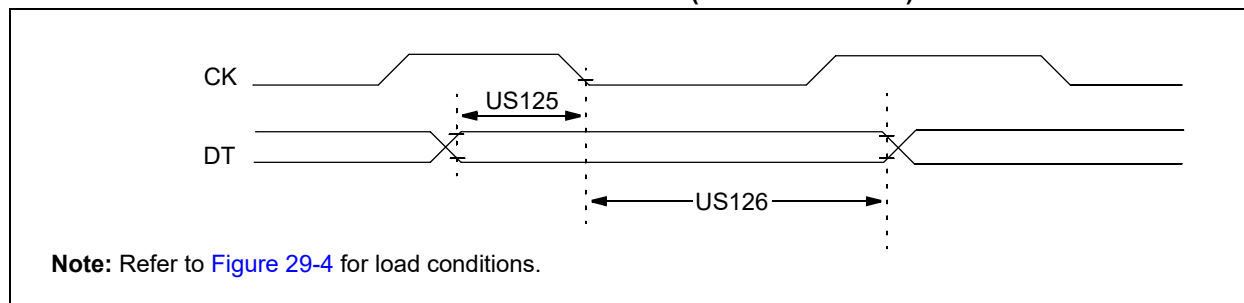 CK
US125
DT
US126
Note: Refer to Figure 29-4 for load conditions.